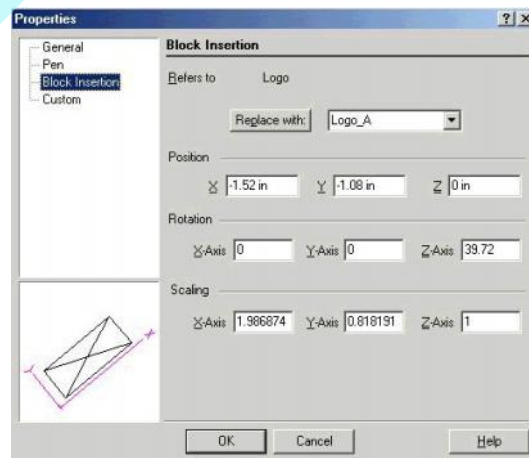 Properties
General
Pen
Block Insertion
Custom
Block Insertion
Refers to Logo
Replace with: Logo_A
Position
X -1.52 in Y -1.08 in Z 0 in
Rotation
X-Axis 0 Y-Axis 0 Z-Axis 39.72
Scaling
X-Axis 1.986874 Y-Axis 0.818191 Z-Axis 1
Y X
OK Cancel Help